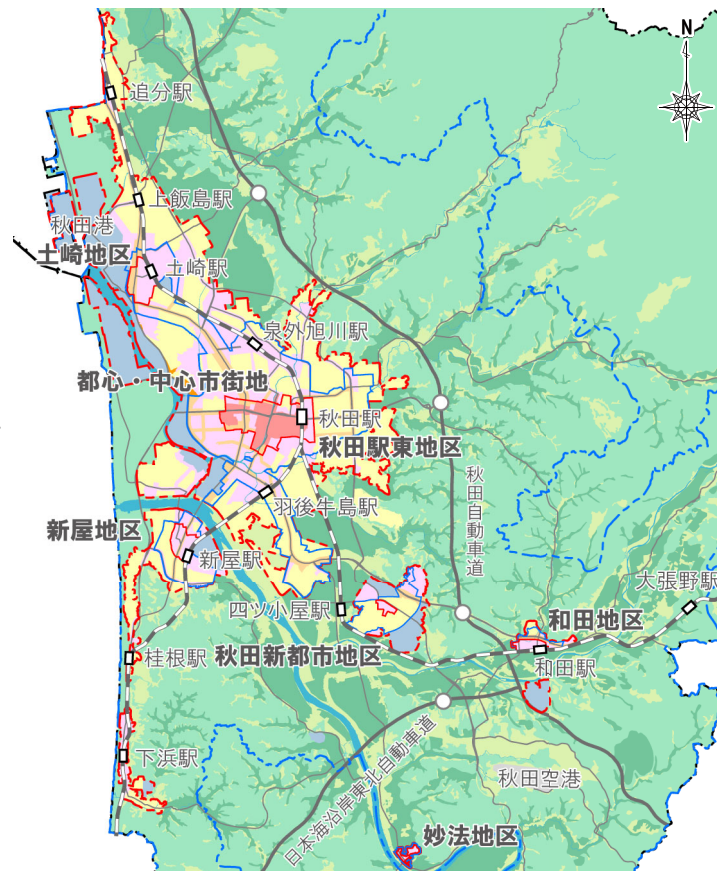 N
追分駅
上飯島駅
秋田港
土崎地区
土崎駅
泉外旭川駅
都心・中心市街地
秋田駅
秋田駅東地区
秋田自動車道
羽後牛島駅
新屋地区
新屋駅
大張野駅
四ツ小屋駅
和田地区
桂根駅
秋田新都市地区
和田駅
下浜駅
日本海沿岸東北自動車道
秋田空港
妙法地区